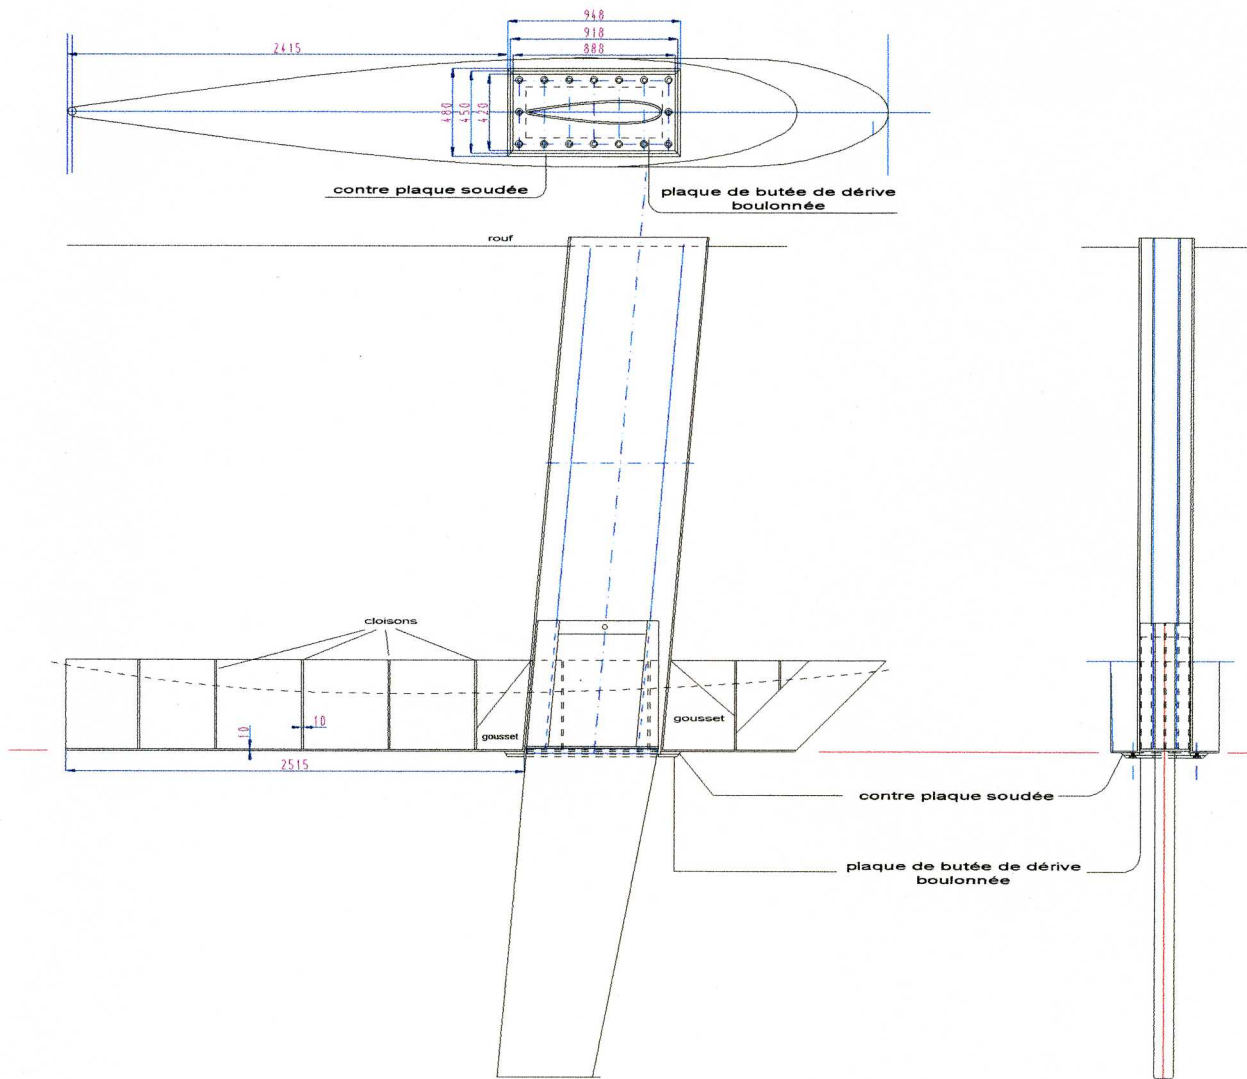 948
918
2415
888
480
450
420
contre plaque soudée
plaque de butée de dérive
boulonnée
rouf
cloisons
gousset
gousset
10
10
2515
contre plaque soudée
plaque de butée de dérive
boulonnée